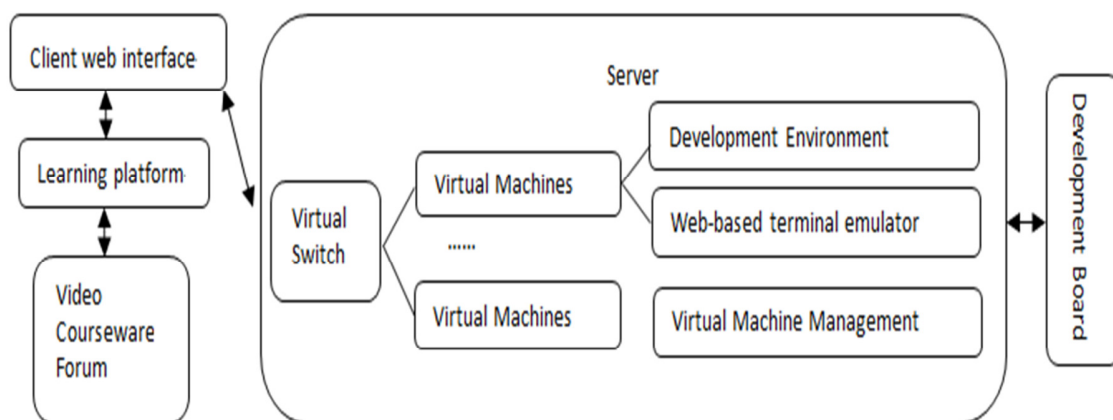 Client web interface
Learning platform
Video
Courseware
Forum
Server
Virtual
Switch
Virtual Machines
......
Virtual Machines
Development Environment
Web-based terminal emulator
Virtual Machine Management
Development Board